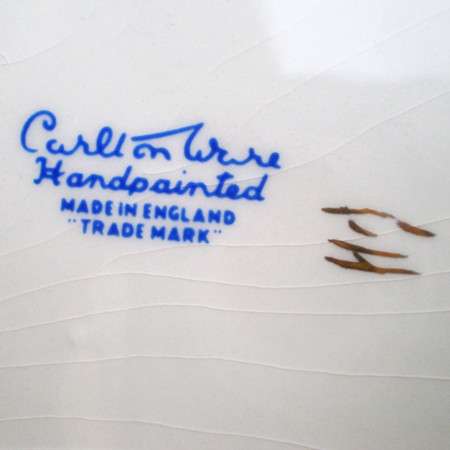 Carlton Ware
Handpainted
MADE IN ENGLAND
"TRADE MARK"